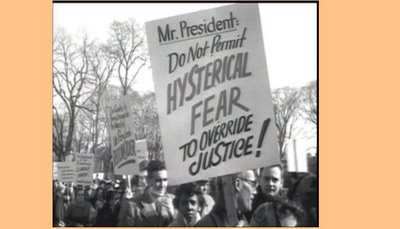 Mr. President:
Do Not Permit
HYSTERICAL
FEAR
TO OVERRIDE
JUSTICE!